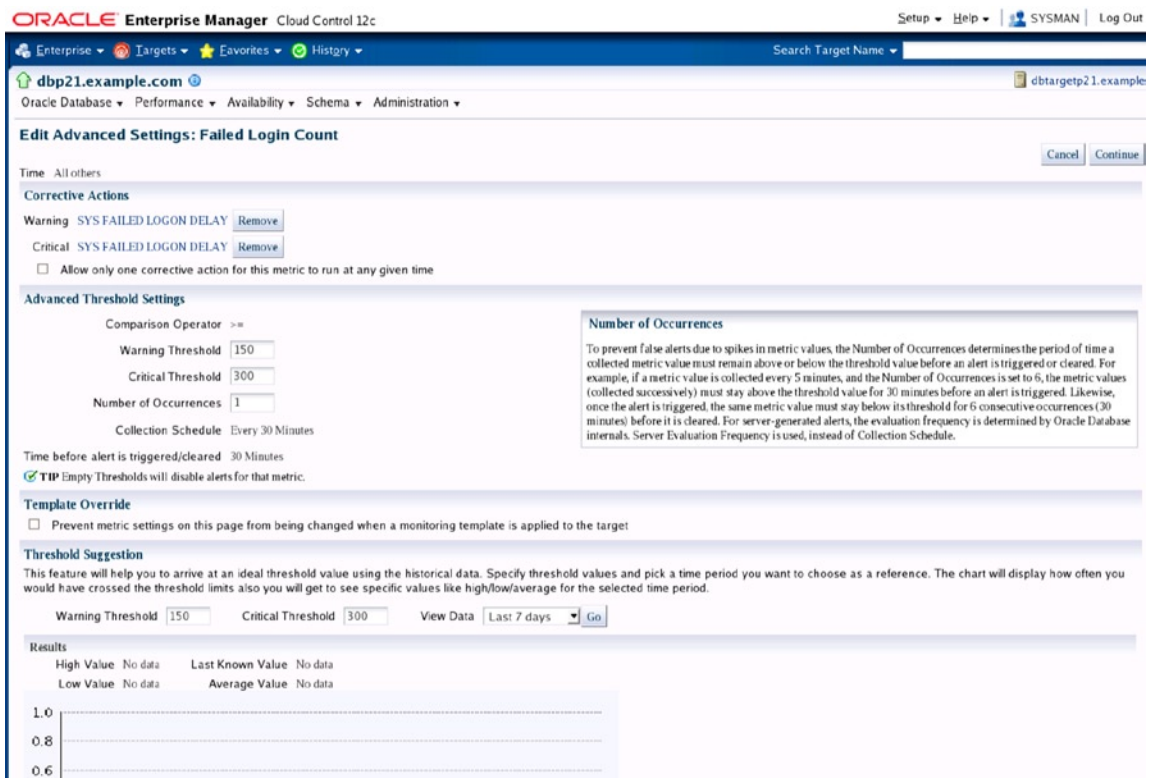 ORACLE Enterprise Manager Cloud Control 12c
Setup Help SYSMAN Log Out
Enterprise Targets Favorites History Search Target Name
dbp21.example.com dbtargetp21.example
Oracle Database Performance Availability Schema Administration
Edit Advanced Settings: Failed Login Count
Cancel Continue
Time All others
Corrective Actions
Warning SYS FAILED LOGON DELAY Remove
Critical SYS FAILED LOGON DELAY Remove
Allow only one corrective action for this metric to run at any given time
Advanced Threshold Settings
Comparison Operator >=
Warning Threshold 150
Critical Threshold 300
Number of Occurrences 1
Collection Schedule Every 30 Minutes
Time before alert is triggered/cleared 30 Minutes
TIP Empty Thresholds will disable alerts for that metric.
Number of Occurrences
To prevent false alerts due to spikes in metric values, the Number of Occurrences determines the period of time a
collected metric value must remain above or below the threshold value before an alert is triggered or cleared. For
example, if a metric value is collected every 5 minutes, and the Number of Occurrences is set to 6, the metric values
(collected successively) must stay above the threshold value for 30 minutes before an alert is triggered. Likewise,
once the alert is triggered, the same metric value must stay below its threshold for 6 consecutive occurrences (30
minutes) before it is cleared. For server-generated alerts, the evaluation frequency is determined by Oracle Database
internals. Server Evaluation Frequency is used, instead of Collection Schedule.
Template Override
Prevent metric settings on this page from being changed when a monitoring template is applied to the target
Threshold Suggestion
This feature will help you to arrive at an ideal threshold value using the historical data. Specify threshold values and pick a time period you want to choose as a reference. The chart will display how often you
would have crossed the threshold limits also you will get to see specific values like high/low/average for the selected time period.
Warning Threshold 150 Critical Threshold 300 View Data Last 7 days Go
Results
High Value No data Last Known Value No data
Low Value No data Average Value No data
1.0
0.8
0.6